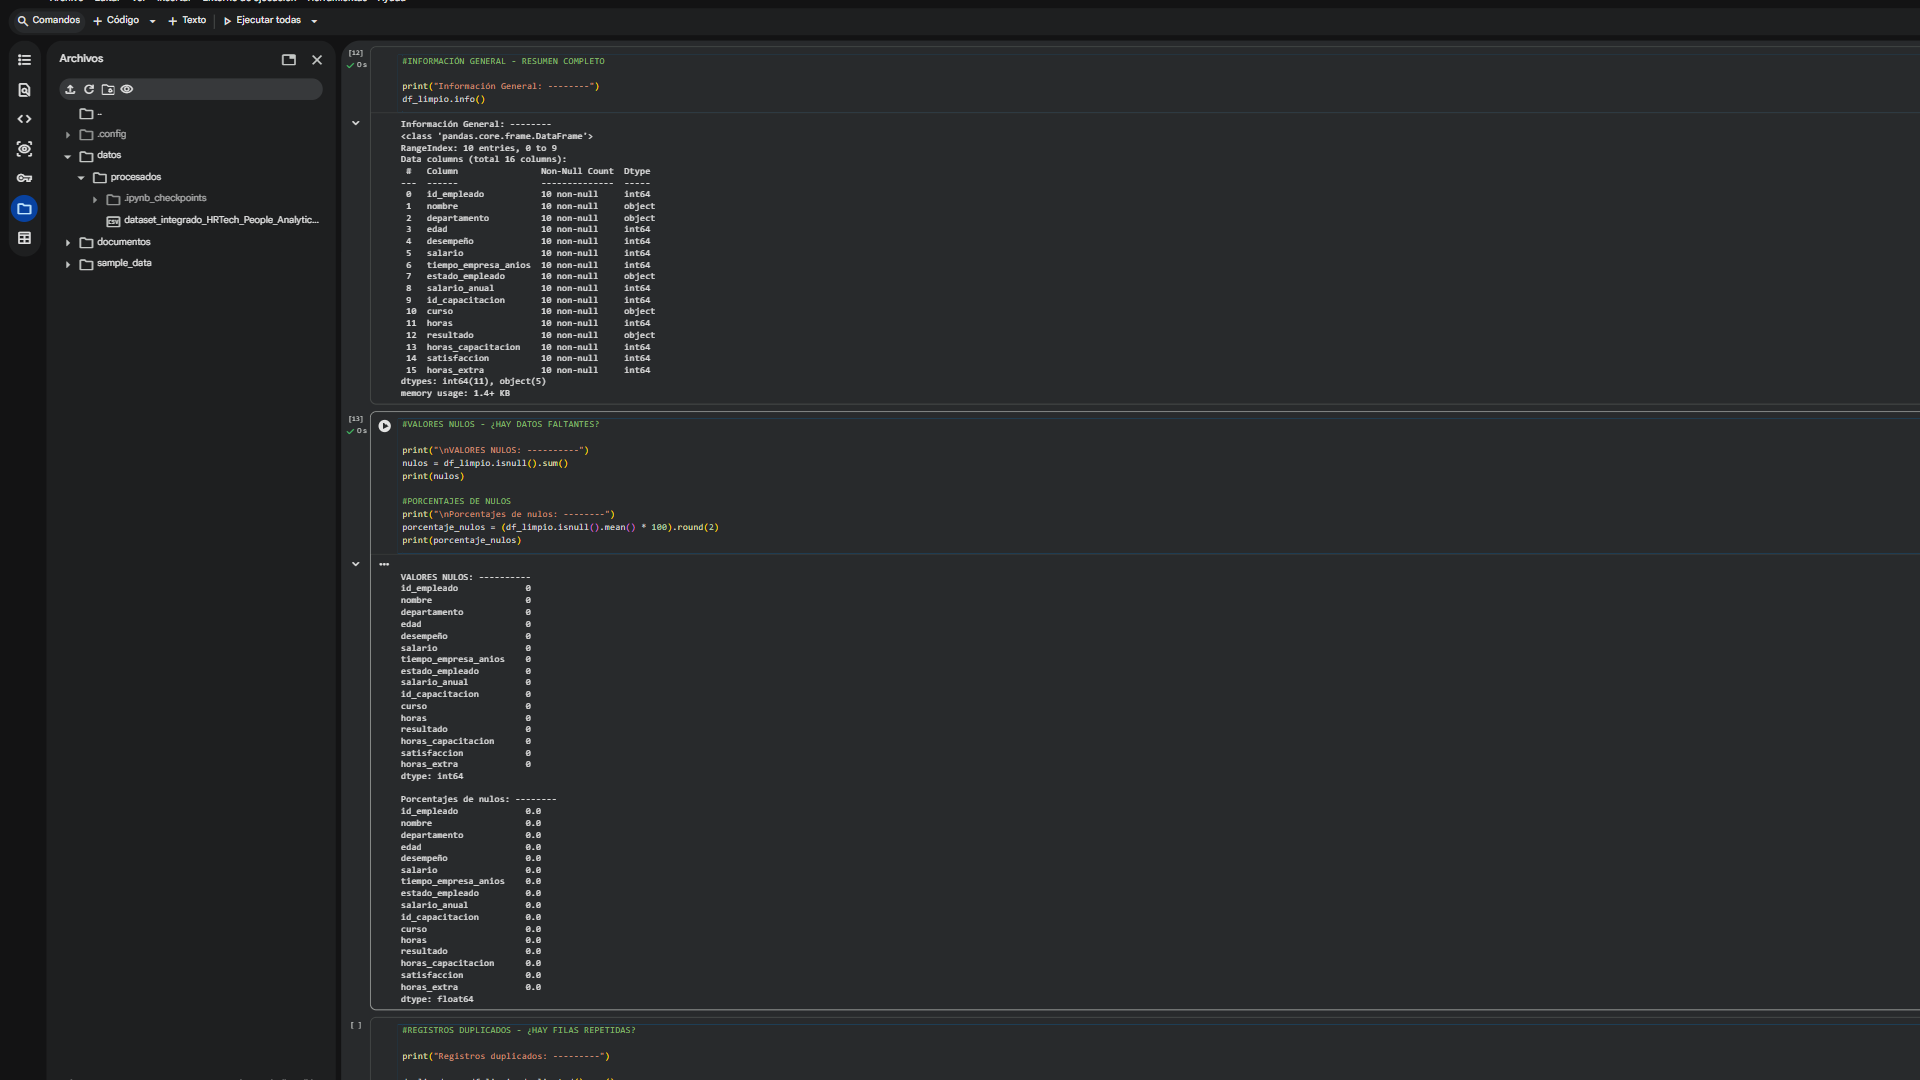 Comandos
Código
Texto
Ejecutar todas
Archivos
..
.config
datos
procesados
.ipynb_checkpoints
dataset_integrado_HRTech_People_Analytic...
documentos
sample_data
[12]
0 s
#INFORMACIÓN GENERAL - RESUMEN COMPLETO
print("Información General: --------")
df_limpio.info()
Información General: --------
<class 'pandas.core.frame.DataFrame'>
RangeIndex: 10 entries, 0 to 9
Data columns (total 16 columns):
#   Column   Non-Null Count   Dtype
---  ------   --------------   -----
0   id_empleado   10 non-null   int64
1   nombre   10 non-null   object
2   departamento   10 non-null   object
3   edad   10 non-null   int64
4   desempeño   10 non-null   int64
5   salario   10 non-null   int64
6   tiempo_empresa_anios   10 non-null   int64
7   estado_empleado   10 non-null   object
8   salario_anual   10 non-null   int64
9   id_capacitacion   10 non-null   int64
10   curso   10 non-null   object
11   horas   10 non-null   int64
12   resultado   10 non-null   object
13   horas_capacitacion   10 non-null   int64
14   satisfaccion   10 non-null   int64
15   horas_extra   10 non-null   int64
dtypes: int64(11), object(5)
memory usage: 1.4+ KB
[13]
0 s
#VALORES NULOS - ¿HAY DATOS FALTANTES?
print("\nVALORES NULOS: ----------")
nulos = df_limpio.isnull().sum()
print(nulos)
#PORCENTAJES DE NULOS
print("\nPorcentajes de nulos: --------")
porcentaje_nulos = (df_limpio.isnull().mean() * 100).round(2)
print(porcentaje_nulos)
VALORES NULOS: ----------
id_empleado   0
nombre   0
departamento   0
edad   0
desempeño   0
salario   0
tiempo_empresa_anios   0
estado_empleado   0
salario_anual   0
id_capacitacion   0
curso   0
horas   0
resultado   0
horas_capacitacion   0
satisfaccion   0
horas_extra   0
dtype: int64
Porcentajes de nulos: --------
id_empleado   0.0
nombre   0.0
departamento   0.0
edad   0.0
desempeño   0.0
salario   0.0
tiempo_empresa_anios   0.0
estado_empleado   0.0
salario_anual   0.0
id_capacitacion   0.0
curso   0.0
horas   0.0
resultado   0.0
horas_capacitacion   0.0
satisfaccion   0.0
horas_extra   0.0
dtype: float64
[ ]
#REGISTROS DUPLICADOS - ¿HAY FILAS REPETIDAS?
print("Registros duplicados: ---------")